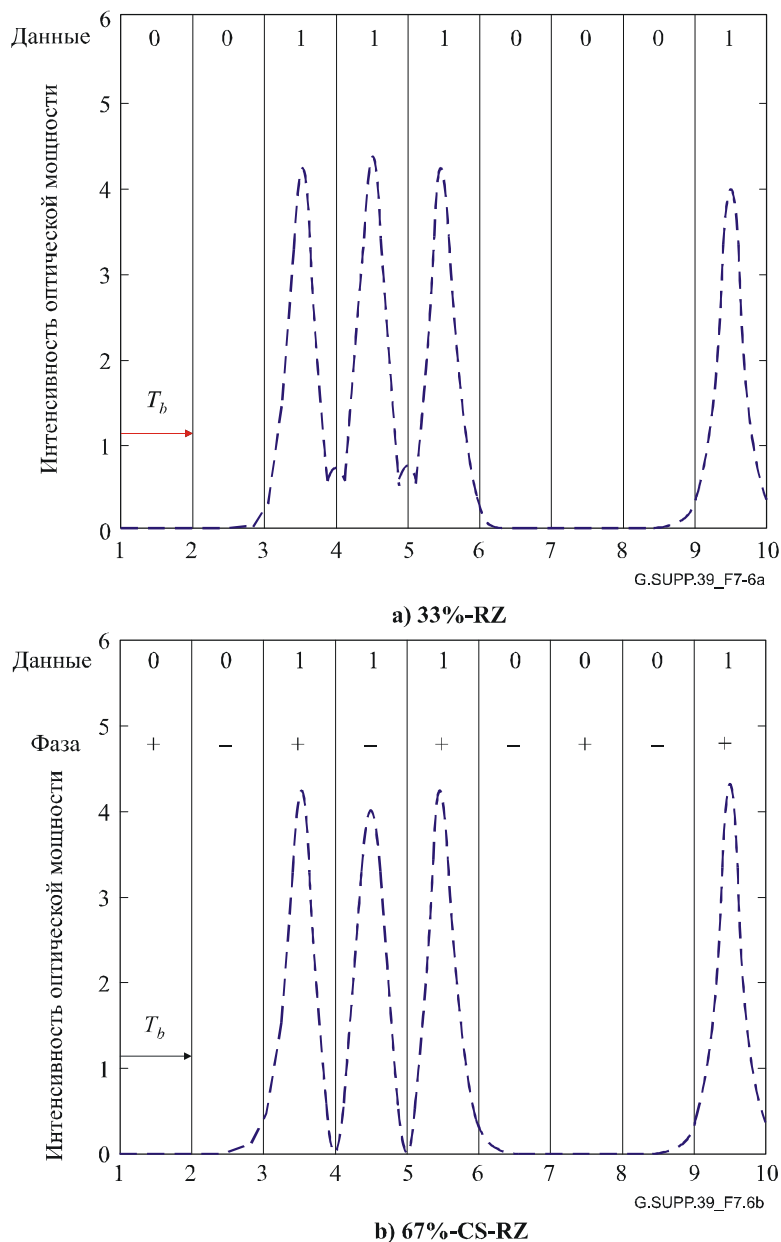 6
Данные 0 0 1 1 1 0 0 0 1
5
4
3
2
1
0
Интенсивность оптической мощности
T_b
1 2 3 4 5 6 7 8 9 10
G.SUPP.39_F7-6a
a) 33%-RZ
6
Данные 0 0 1 1 1 0 0 0 1
5
Фаза + – + – + – + – +
4
3
2
1
0
Интенсивность оптической мощности
T_b
1 2 3 4 5 6 7 8 9 10
G.SUPP.39_F7.6b
b) 67%-CS-RZ